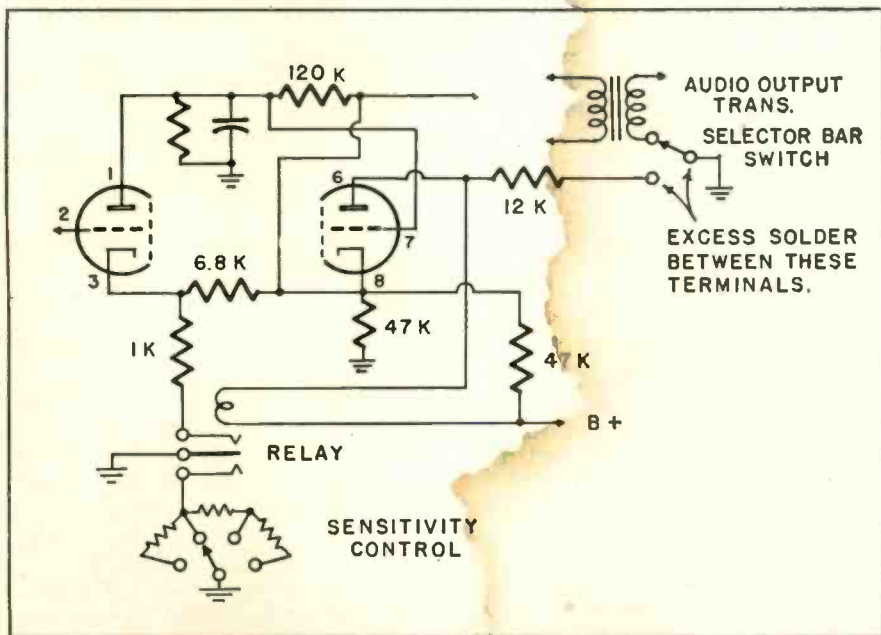 120 K
AUDIO OUTPUT
TRANS.
SELECTOR BAR
SWITCH
1
6
2
12 K
7
EXCESS SOLDER
BETWEEN THESE
TERMINALS.
3
6.8 K
8
47 K
1K
47 K
B +
RELAY
SENSITIVITY
CONTROL